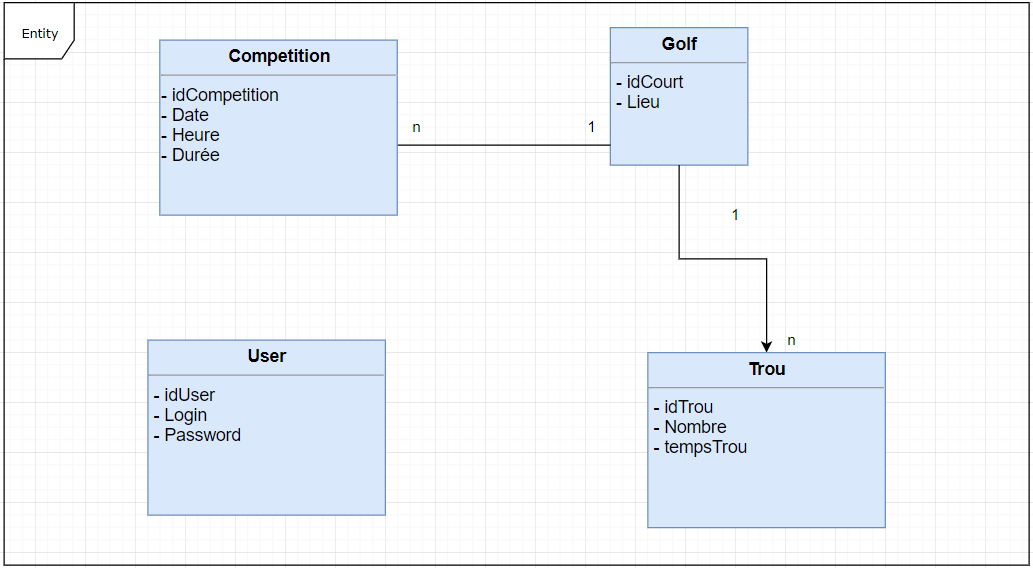 Entity
Competition
- idCompetition
- Date
- Heure
- Durée
n
1
Golf
- idCourt
- Lieu
1
n
User
- idUser
- Login
- Password
Trou
- idTrou
- Nombre
- tempsTrou